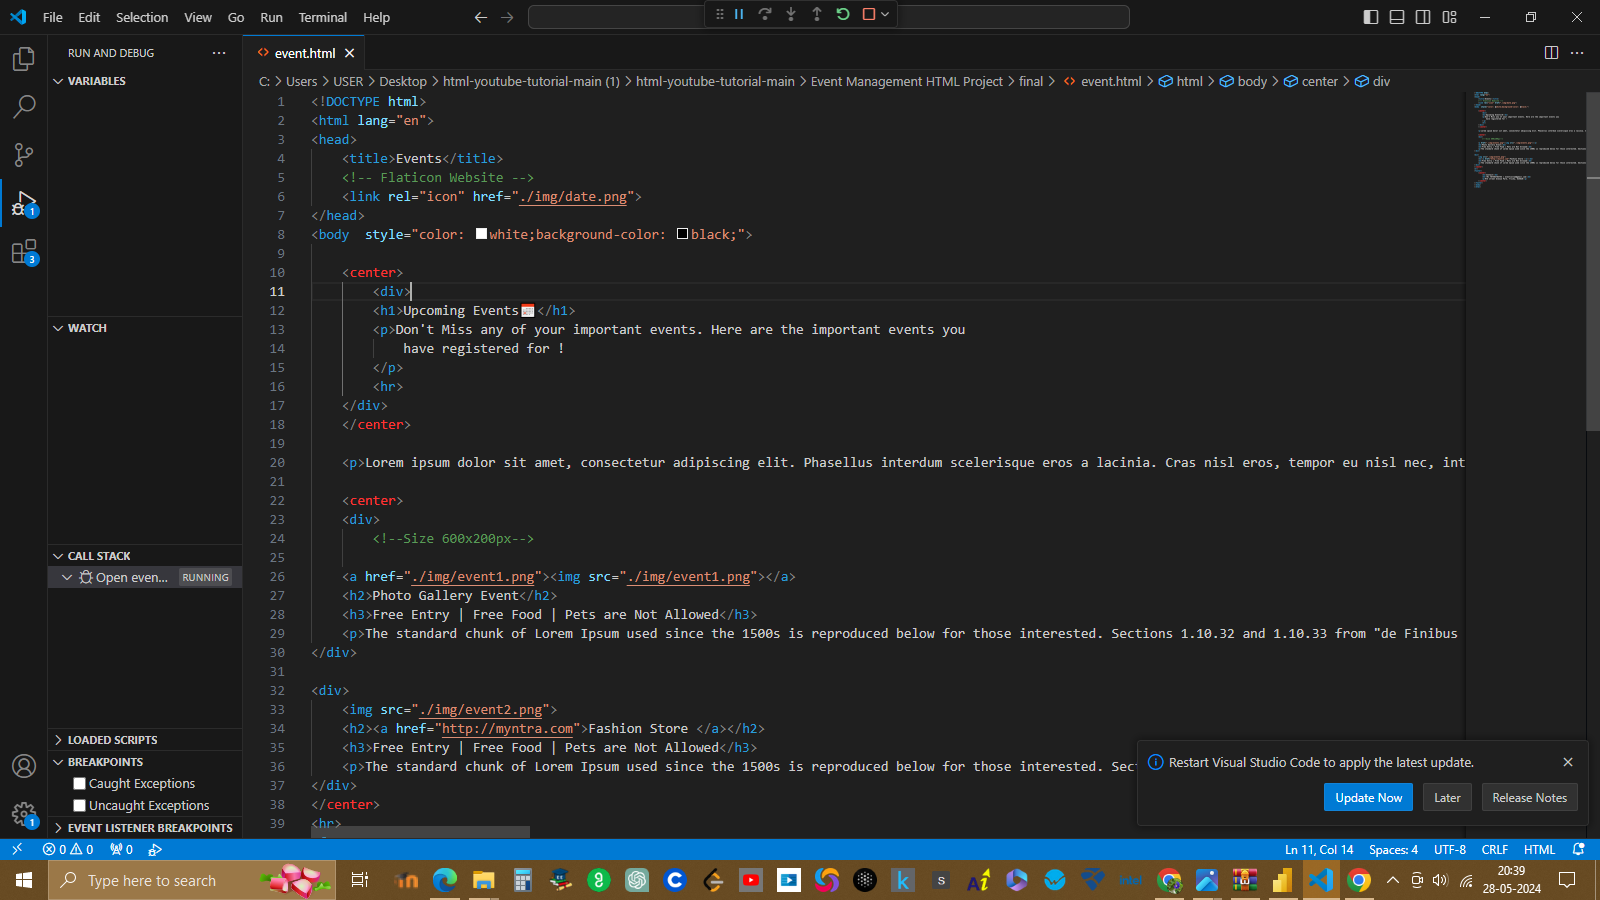 File Edit Selection View Go Run Terminal Help
RUN AND DEBUG
event.html
VARIABLES
WATCH
CALL STACK
Open even... RUNNING
LOADED SCRIPTS
BREAKPOINTS
Caught Exceptions
Uncaught Exceptions
EVENT LISTENER BREAKPOINTS
1
3
1
C: > Users > USER > Desktop > html-youtube-tutorial-main (1) > html-youtube-tutorial-main > Event Management HTML Project > final > event.html > html > body > center > div
1 <!DOCTYPE html>
2 <html lang="en">
3 <head>
4 <title>Events</title>
5 <!-- Flaticon Website -->
6 <link rel="icon" href="./img/date.png">
7 </head>
8 <body style="color: white;background-color: black;">
9
10 <center>
11 <div>
12 <h1>Upcoming Events📅</h1>
13 <p>Don't Miss any of your important events. Here are the important events you
14 have registered for !
15 </p>
16 <hr>
17 </div>
18 </center>
19
20 <p>Lorem ipsum dolor sit amet, consectetur adipiscing elit. Phasellus interdum scelerisque eros a lacinia. Cras nisl eros, tempor eu nisl nec, int
21
22 <center>
23 <div>
24 <!--Size 600x200px-->
25
26 <a href="./img/event1.png"><img src="./img/event1.png"></a>
27 <h2>Photo Gallery Event</h2>
28 <h3>Free Entry | Free Food | Pets are Not Allowed</h3>
29 <p>The standard chunk of Lorem Ipsum used since the 1500s is reproduced below for those interested. Sections 1.10.32 and 1.10.33 from "de Finibus
30 </div>
31
32 <div>
33 <img src="./img/event2.png">
34 <h2><a href="http://myntra.com">Fashion Store </a></h2>
35 <h3>Free Entry | Free Food | Pets are Not Allowed</h3>
36 <p>The standard chunk of Lorem Ipsum used since the 1500s is reproduced below for those interested. Sec
37 </div>
38 </center>
39 <hr>
Restart Visual Studio Code to apply the latest update.
Update Now Later Release Notes
0 0 0 Ln 11, Col 14 Spaces: 4 UTF-8 CRLF HTML
Type here to search
20:39
28-05-2024